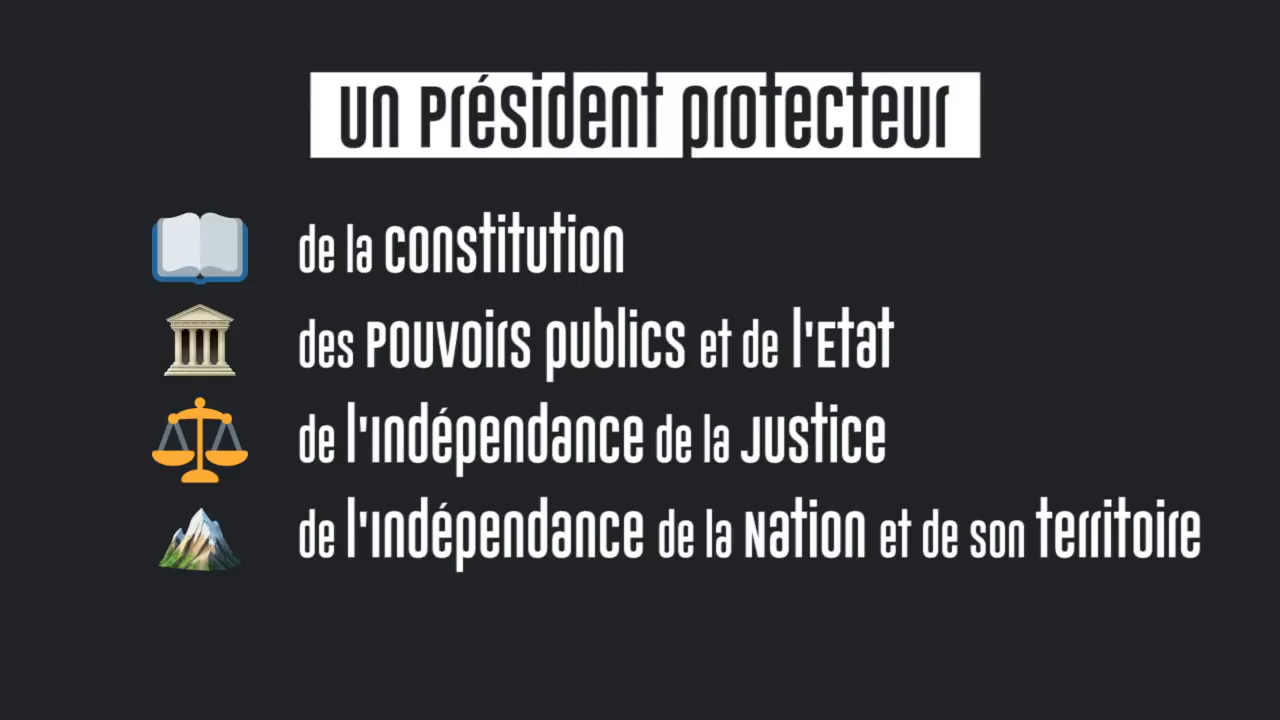 un président protecteur
de la constitution
des pouvoirs publics et de l'Etat
de l'indépendance de la justice
de l'indépendance de la Nation et de son territoire